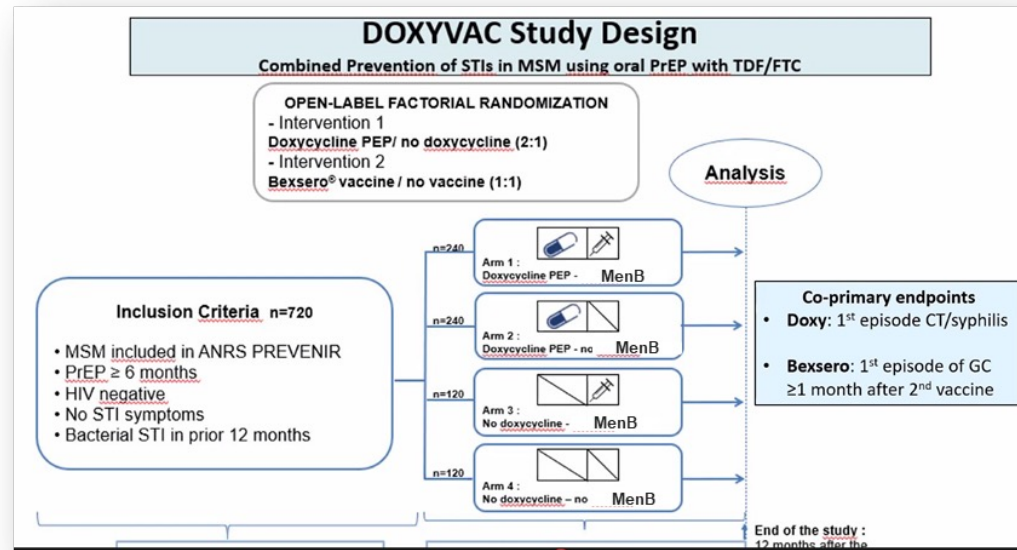 DOXYVAC Study Design
Combined Prevention of STIs in MSM using oral PrEP with TDF/FTC
OPEN-LABEL FACTORIAL RANDOMIZATION
- Intervention 1
Doxycycline PEP/ no doxycycline (2:1)
- Intervention 2
Bexsero® vaccine / no vaccine (1:1)
Analysis
Inclusion Criteria n=720
• MSM included in ANRS PREVENIR
• PrEP ≥ 6 months
• HIV negative
• No STI symptoms
• Bacterial STI in prior 12 months
n=240
Arm 1 :
Doxycycline PEP - MenB
n=240
Arm 2 :
Doxycycline PEP - no MenB
n=120
Arm 3 :
No doxycycline - MenB
n=120
Arm 4 :
No doxycycline – no MenB
Co-primary endpoints
• Doxy: 1st episode CT/syphilis
• Bexsero: 1st episode of GC
≥1 month after 2nd vaccine
End of the study :
12 months after the